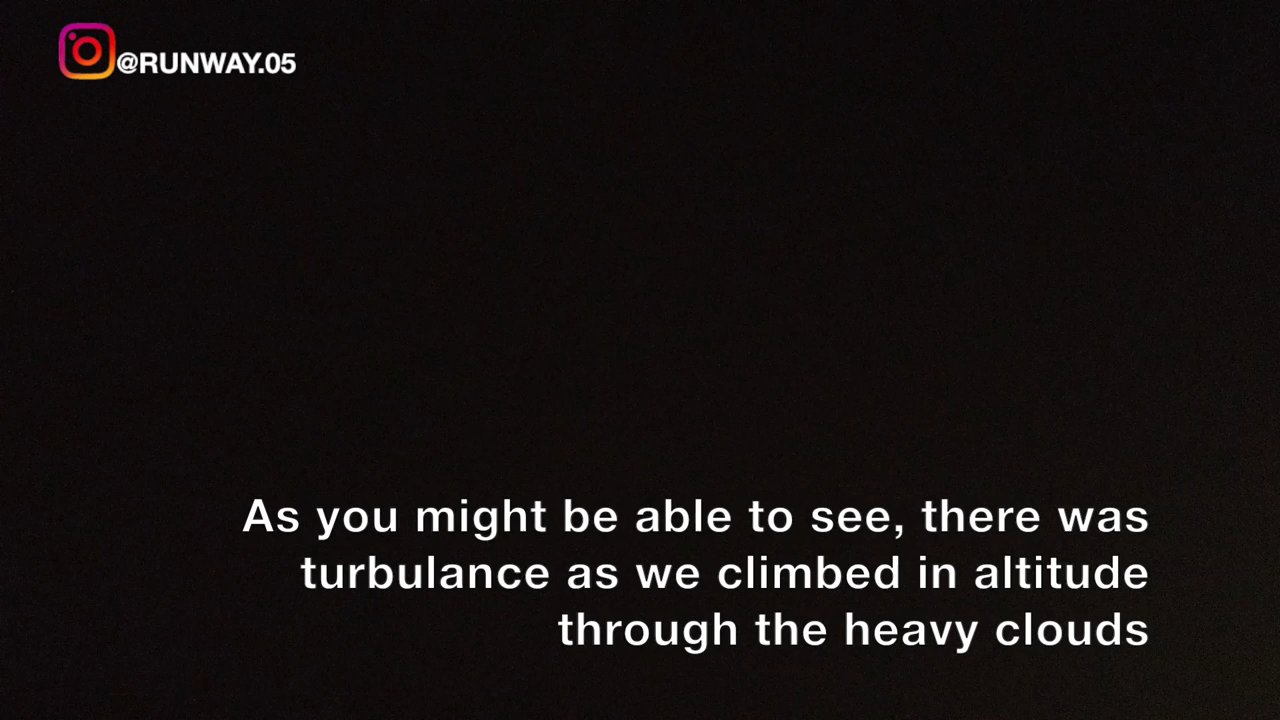 @RUNWAY.05
As you might be able to see, there was
turbulance as we climbed in altitude
through the heavy clouds